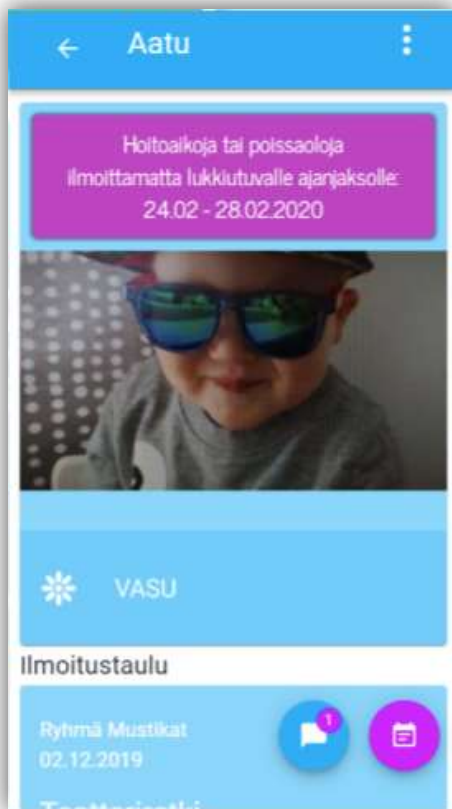 Aatu
Hoitoaikoja tai poissaoloja
ilmoittamatta lukkiutuvalle ajanjaksolle:
24.02 - 28.02.2020
VASU
Ilmoitustaulu
Ryhmä Mustikat
1
02.12.2019